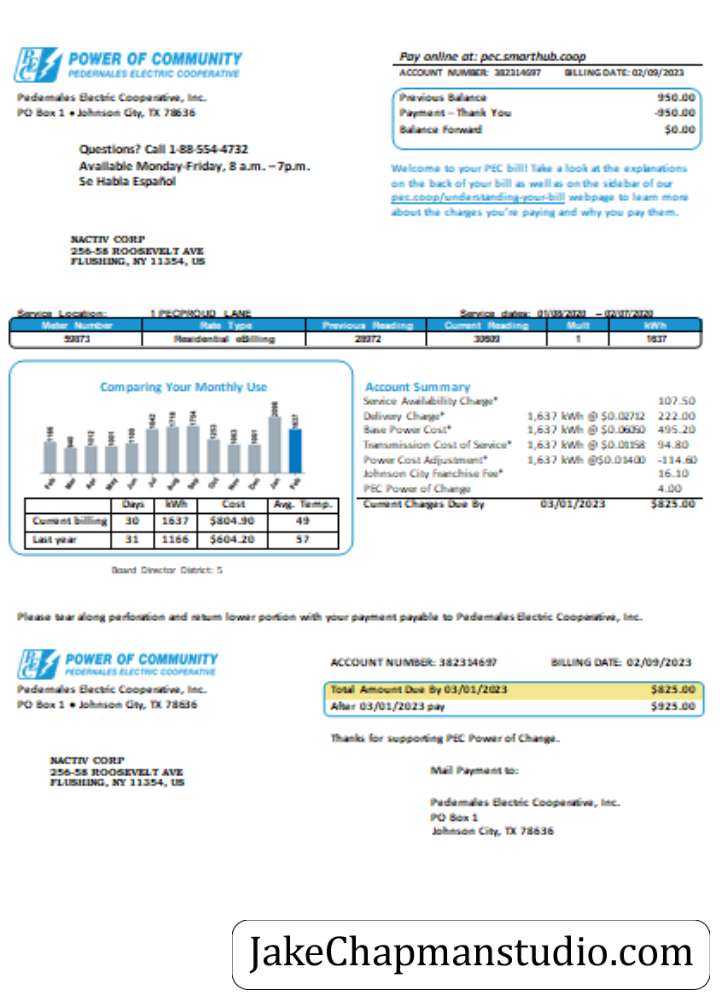 POWER OF COMMUNITY
PEDERNALES ELECTRIC COOPERATIVE
Pedernales Electric Cooperative, Inc.
PO Box 1 • Johnson City, TX 78636
Questions? Call 1-88-554-4732
Available Monday-Friday, 8 a.m. – 7p.m.
Se Habla Español
NACTIV CORP
256-58 ROOSEVELT AVE
FLUSHING, NY 11354, US
Pay online at: pec.smarthub.coop
ACCOUNT NUMBER: 382314697 BILLING DATE: 02/09/2023
Previous Balance 950.00
Payment – Thank You -950.00
Balance Forward $0.00
Welcome to your PEC bill! Take a look at the explanations
on the back of your bill as well as on the sidebar of our
pec.coop/understanding-your-bill webpage to learn more
about the charges you're paying and why you pay them.
Service Location: 1 PECPROUD LANE Service dates: 01/08/2020 – 02/07/2020
Meter Number Rate Type Previous Reading Current Reading Mult kWh
59873 Residential eBilling 28972 30609 1 1637
Comparing Your Monthly Use
1166 948 1012 1001 1109 1642 1718 1754 1253 1063 1061 2098 1637
Feb Mar Apr May Jun Jul Aug Sep Oct Nov Dec Jan Feb
Days kWh Cost Avg. Temp.
Current billing 30 1637 $804.90 49
Last year 31 1166 $604.20 57
Board Director District: 5
Account Summary
Service Availability Charge* 107.50
Delivery Charge* 1,637 kWh @ $0.02712 222.00
Base Power Cost* 1,637 kWh @ $0.06050 495.20
Transmission Cost of Service* 1,637 kWh @ $0.01158 94.80
Power Cost Adjustment* 1,637 kWh @$0.01400 -114.60
Johnson City Franchise Fee* 16.10
PEC Power of Change 4.00
Current Charges Due By 03/01/2023 $825.00
Please tear along perforation and return lower portion with your payment payable to Pedernales Electric Cooperative, Inc.
POWER OF COMMUNITY
PEDERNALES ELECTRIC COOPERATIVE
Pedernales Electric Cooperative, Inc.
PO Box 1 • Johnson City, TX 78636
NACTIV CORP
256-58 ROOSEVELT AVE
FLUSHING, NY 11354, US
ACCOUNT NUMBER: 382314697 BILLING DATE: 02/09/2023
Total Amount Due By 03/01/2023 $825.00
After 03/01/2023 pay $925.00
Thanks for supporting PEC Power of Change.
Mail Payment to:
Pedernales Electric Cooperative, Inc.
PO Box 1
Johnson City, TX 78636
JakeChapmanstudio.com